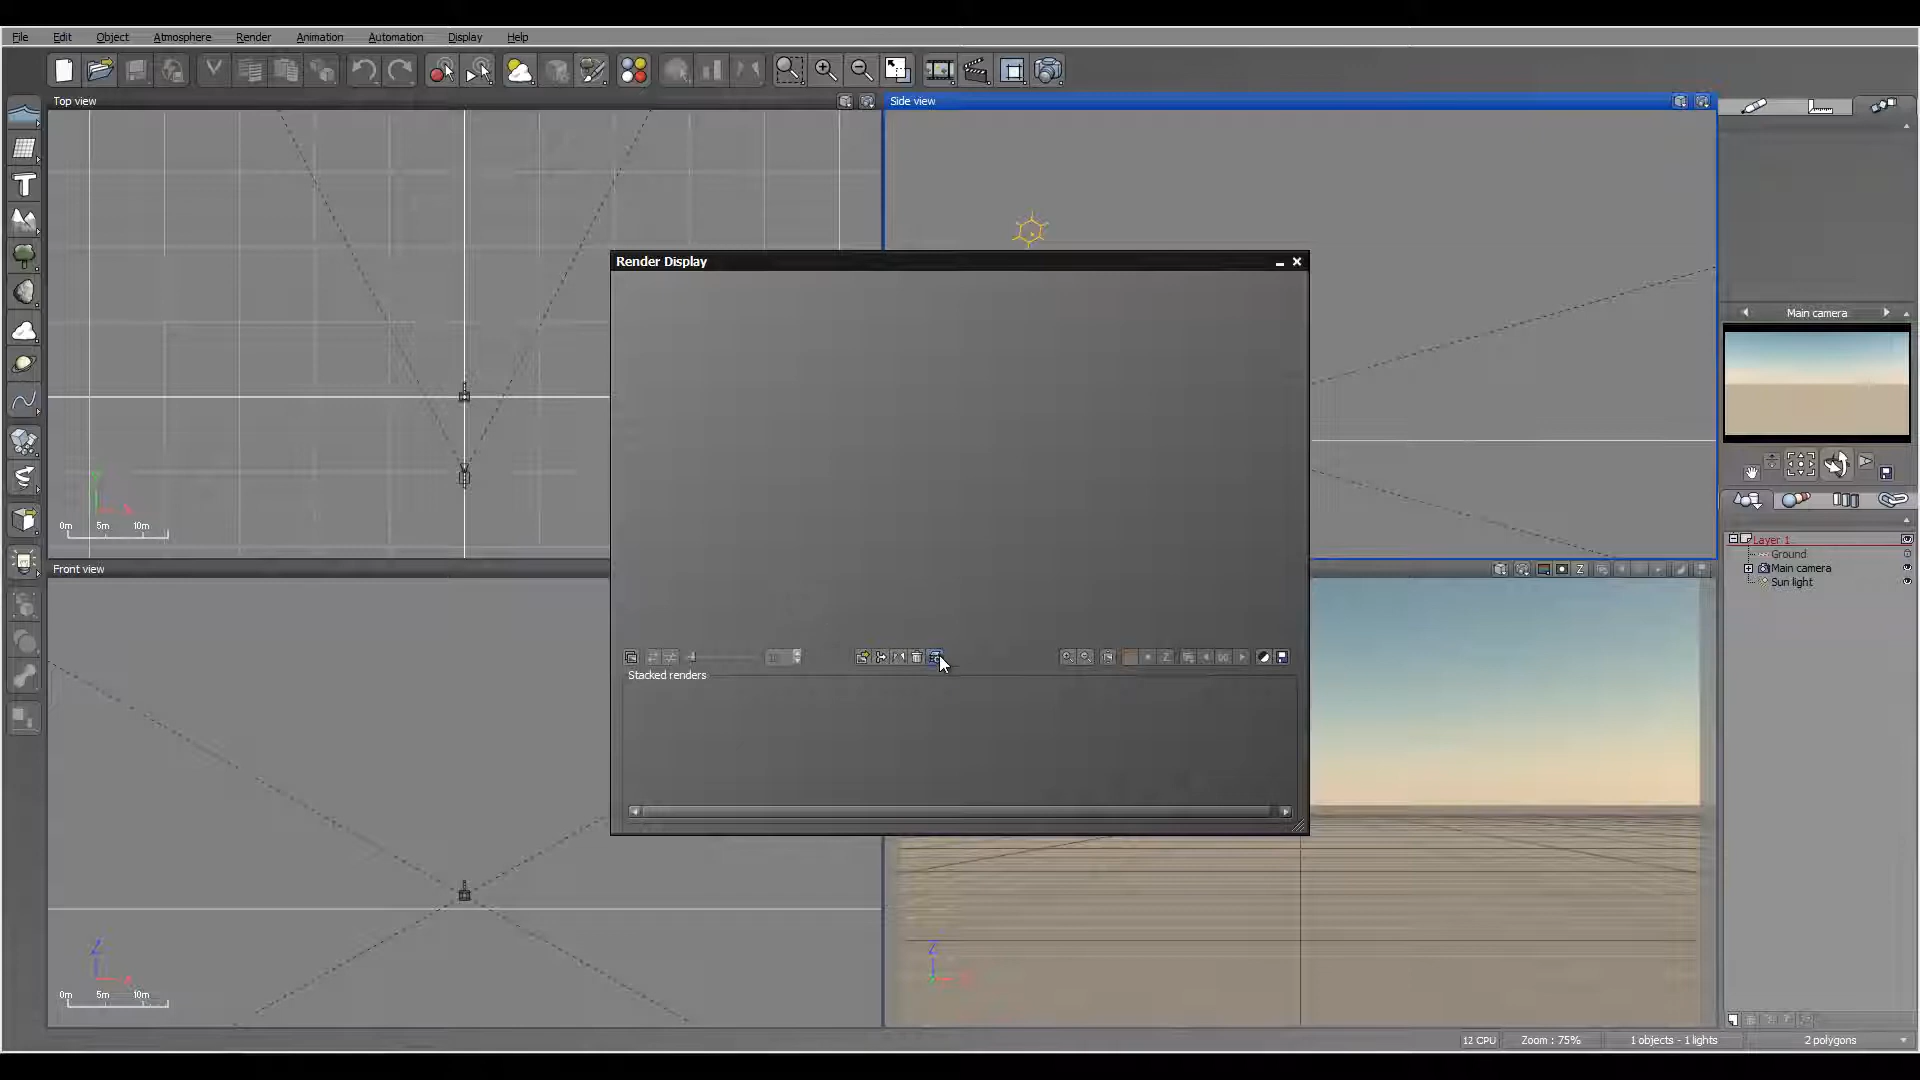 File Edit Object Atmosphere Render Animation Automation Display Help
Top view
Side view
Render Display
Main camera
0m 5m 10m
Front view
Layer 1
Ground
Main camera
Sun light
Z
Z
Stacked renders
Z
0m 5m 10m
Z
12 CPU Zoom : 75% 1 objects - 1 lights 2 polygons